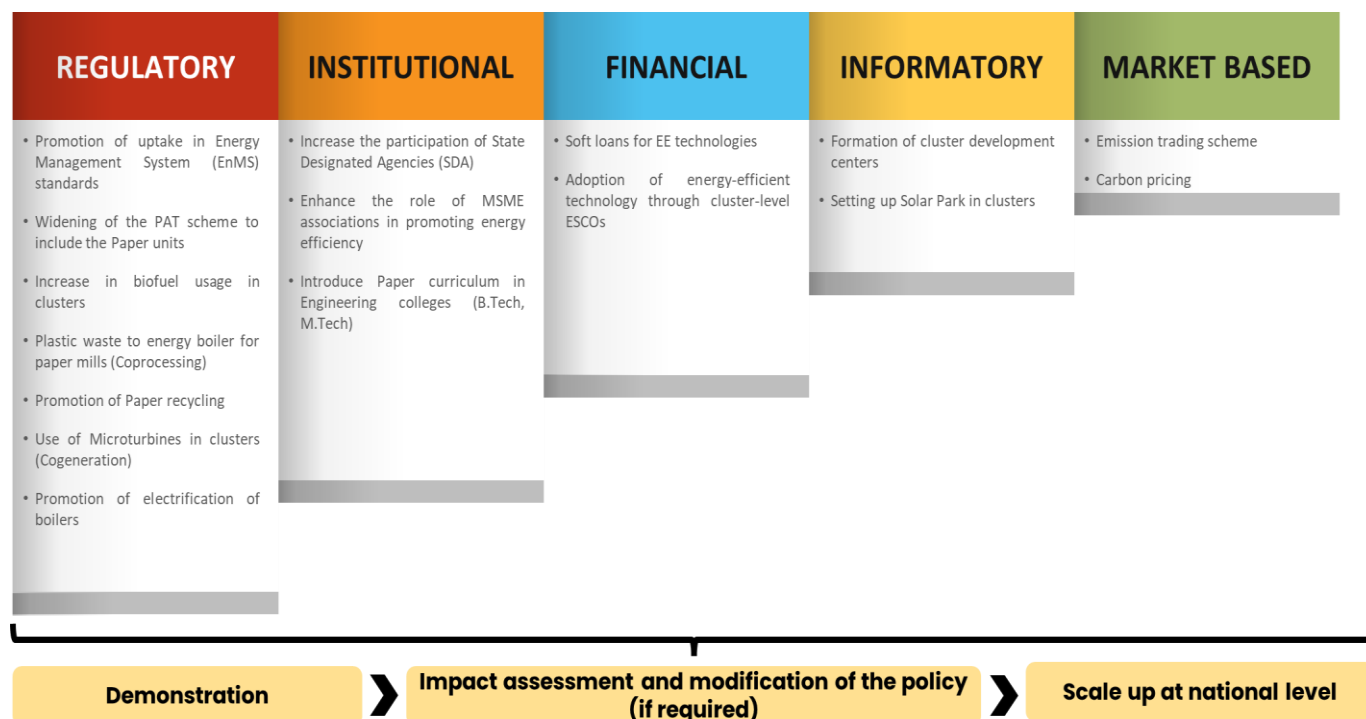 REGULATORY
• Promotion of uptake in Energy
Management System (EnMS)
standards
• Widening of the PAT scheme to
include the Paper units
• Increase in biofuel usage in
clusters
• Plastic waste to energy boiler for
paper mills (Coprocessing)
• Promotion of Paper recycling
• Use of Microturbines in clusters
(Cogeneration)
• Promotion of electrification of
boilers
INSTITUTIONAL
• Increase the participation of State
Designated Agencies (SDA)
• Enhance the role of MSME
associations in promoting energy
efficiency
• Introduce Paper curriculum in
Engineering colleges (B.Tech,
M.Tech)
FINANCIAL
• Soft loans for EE technologies
• Adoption of energy-efficient
technology through cluster-level
ESCOs
INFORMATORY
• Formation of cluster development
centers
• Setting up Solar Park in clusters
MARKET BASED
• Emission trading scheme
• Carbon pricing
Demonstration
Impact assessment and modification of the policy
(if required)
Scale up at national level